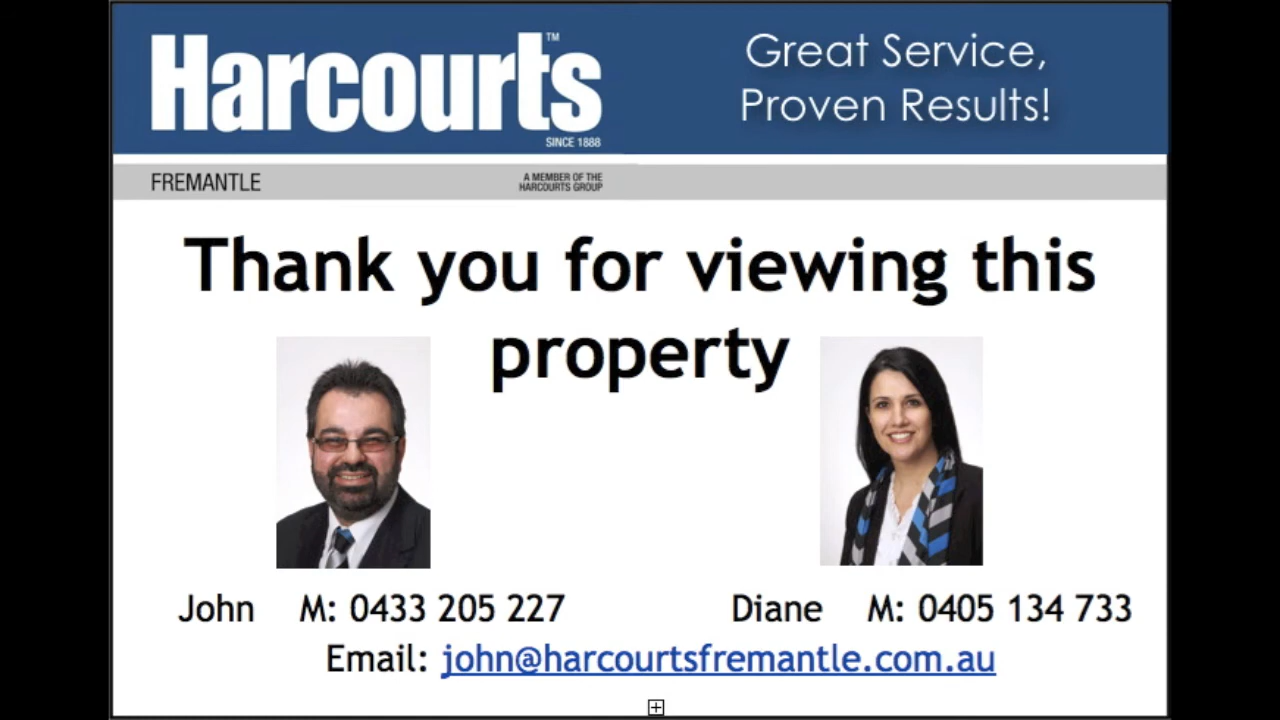 Harcourts™
SINCE 1888
Great Service,
Proven Results!
FREMANTLE
A MEMBER OF THE
HARCOURTS GROUP
Thank you for viewing this
property
John M: 0433 205 227
Diane M: 0405 134 733
Email: john@harcourtsfremantle.com.au